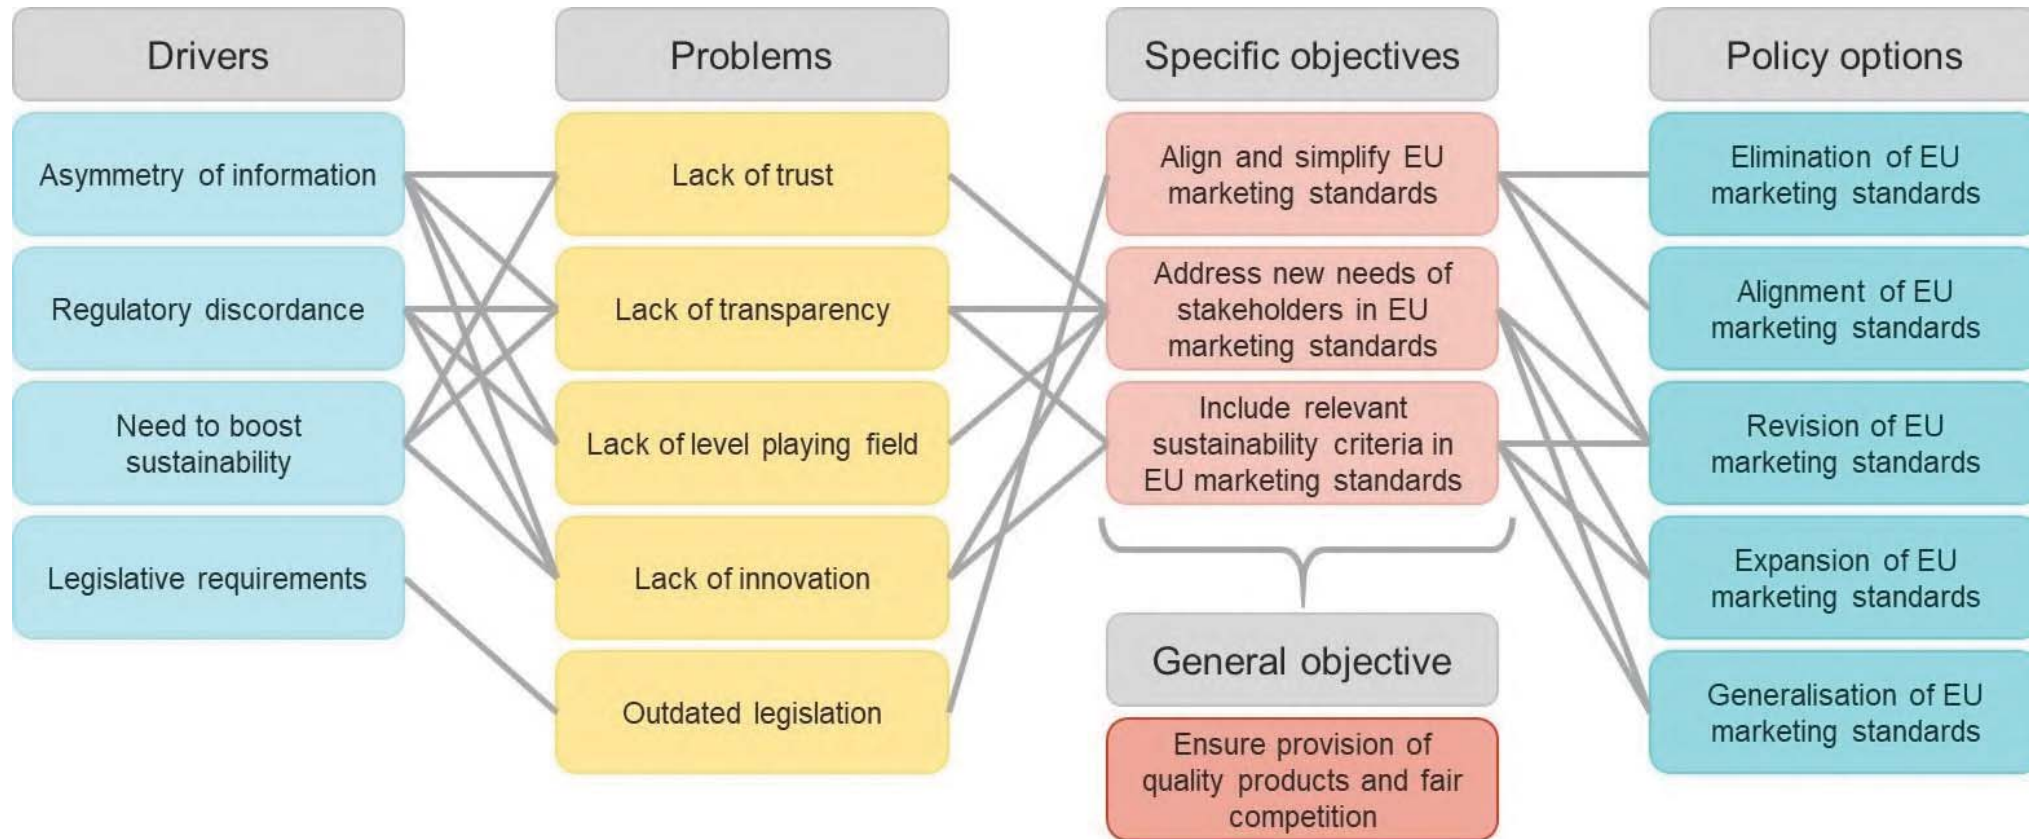 Drivers
Asymmetry of information
Regulatory discordance
Need to boost
sustainability
Legislative requirements
Problems
Lack of trust
Lack of transparency
Lack of level playing field
Lack of innovation
Outdated legislation
Specific objectives
Align and simplify EU
marketing standards
Address new needs of
stakeholders in EU
marketing standards
Include relevant
sustainability criteria in
EU marketing standards
General objective
Ensure provision of
quality products and fair
competition
Policy options
Elimination of EU
marketing standards
Alignment of EU
marketing standards
Revision of EU
marketing standards
Expansion of EU
marketing standards
Generalisation of EU
marketing standards